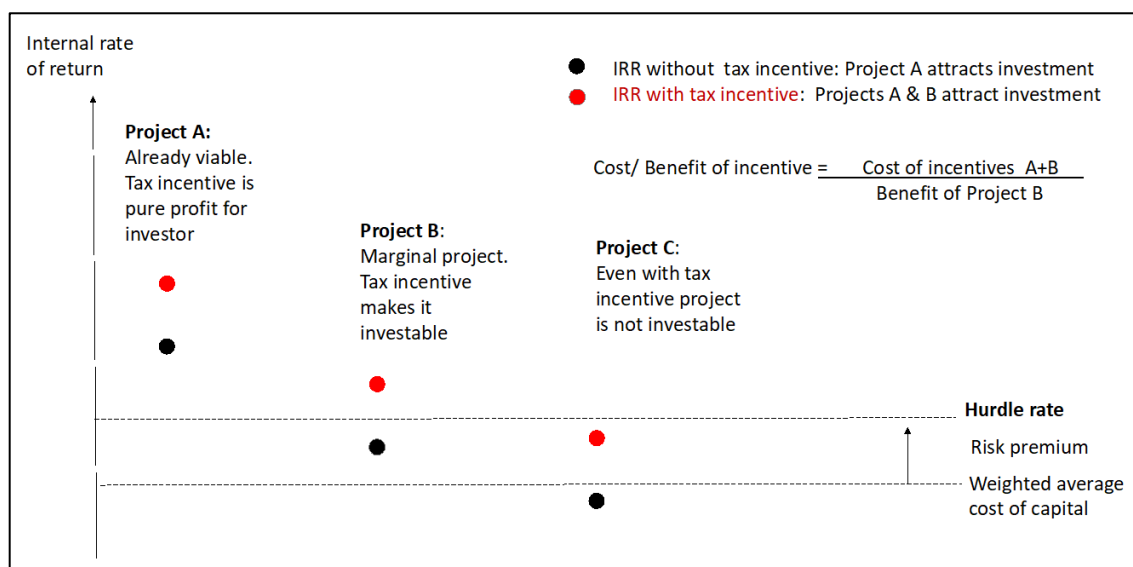 Internal rate
of return
IRR without tax incentive: Project A attracts investment
IRR with tax incentive: Projects A & B attract investment
Project A:
Already viable.
Tax incentive is
pure profit for
investor
Cost/ Benefit of incentive = Cost of incentives A+B
Benefit of Project B
Project B:
Marginal project.
Tax incentive
makes it
investable
Project C:
Even with tax
incentive project
is not investable
Hurdle rate
Risk premium
Weighted average
cost of capital